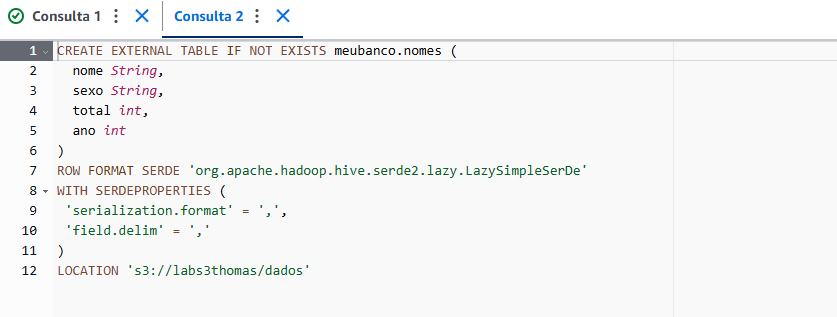 Consulta 1 Consulta 2
1 CREATE EXTERNAL TABLE IF NOT EXISTS meubanco.nomes (
2 nome String,
3 sexo String,
4 total int,
5 ano int
6 )
7 ROW FORMAT SERDE 'org.apache.hadoop.hive.serde2.lazy.LazySimpleSerDe'
8 WITH SERDEPROPERTIES (
9 'serialization.format' = ',',
10 'field.delim' = ','
11 )
12 LOCATION 's3://labs3thomas/dados'